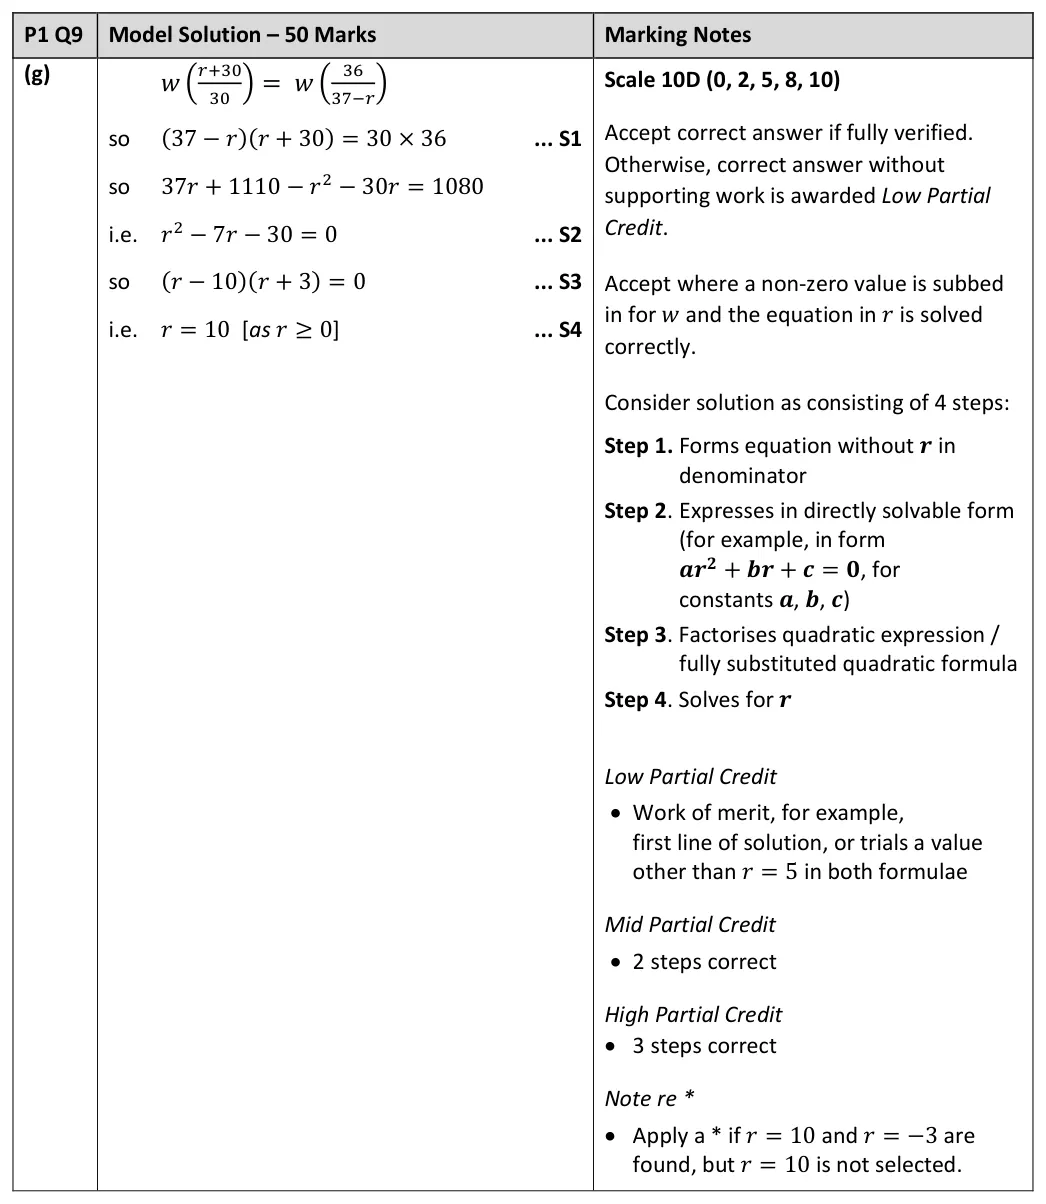 P1 Q9
Model Solution – 50 Marks
Marking Notes
(g)
w (r+30/30) = w (36/37−r)
so (37 − r)(r + 30) = 30 × 36 ... S1
so 37r + 1110 − r² − 30r = 1080
i.e. r² − 7r − 30 = 0 ... S2
so (r − 10)(r + 3) = 0 ... S3
i.e. r = 10 [as r ≥ 0] ... S4
Scale 10D (0, 2, 5, 8, 10)
Accept correct answer if fully verified.
Otherwise, correct answer without
supporting work is awarded Low Partial
Credit.
Accept where a non-zero value is subbed
in for w and the equation in r is solved
correctly.
Consider solution as consisting of 4 steps:
Step 1. Forms equation without r in
denominator
Step 2. Expresses in directly solvable form
(for example, in form
ar² + br + c = 0, for
constants a, b, c)
Step 3. Factorises quadratic expression /
fully substituted quadratic formula
Step 4. Solves for r
Low Partial Credit
• Work of merit, for example,
first line of solution, or trials a value
other than r = 5 in both formulae
Mid Partial Credit
• 2 steps correct
High Partial Credit
• 3 steps correct
Note re *
• Apply a * if r = 10 and r = −3 are
found, but r = 10 is not selected.